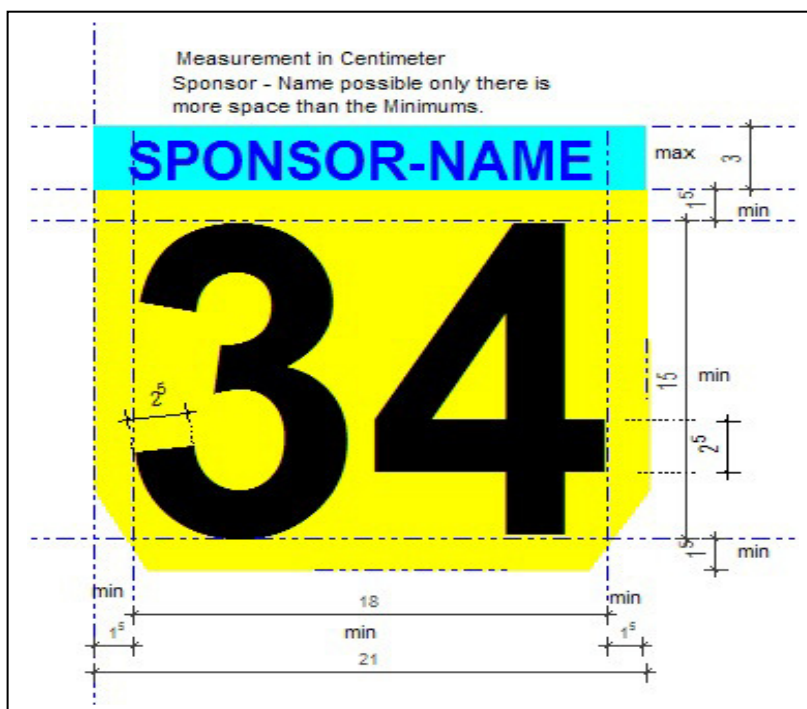 Measurement in Centimeter
Sponsor - Name possible only there is
more space than the Minimums.
SPONSOR-NAME
max
3
1⁵
min
34
2⁵
15
min
2⁵
1⁵
min
min
18
min
1⁵
min
1⁵
21